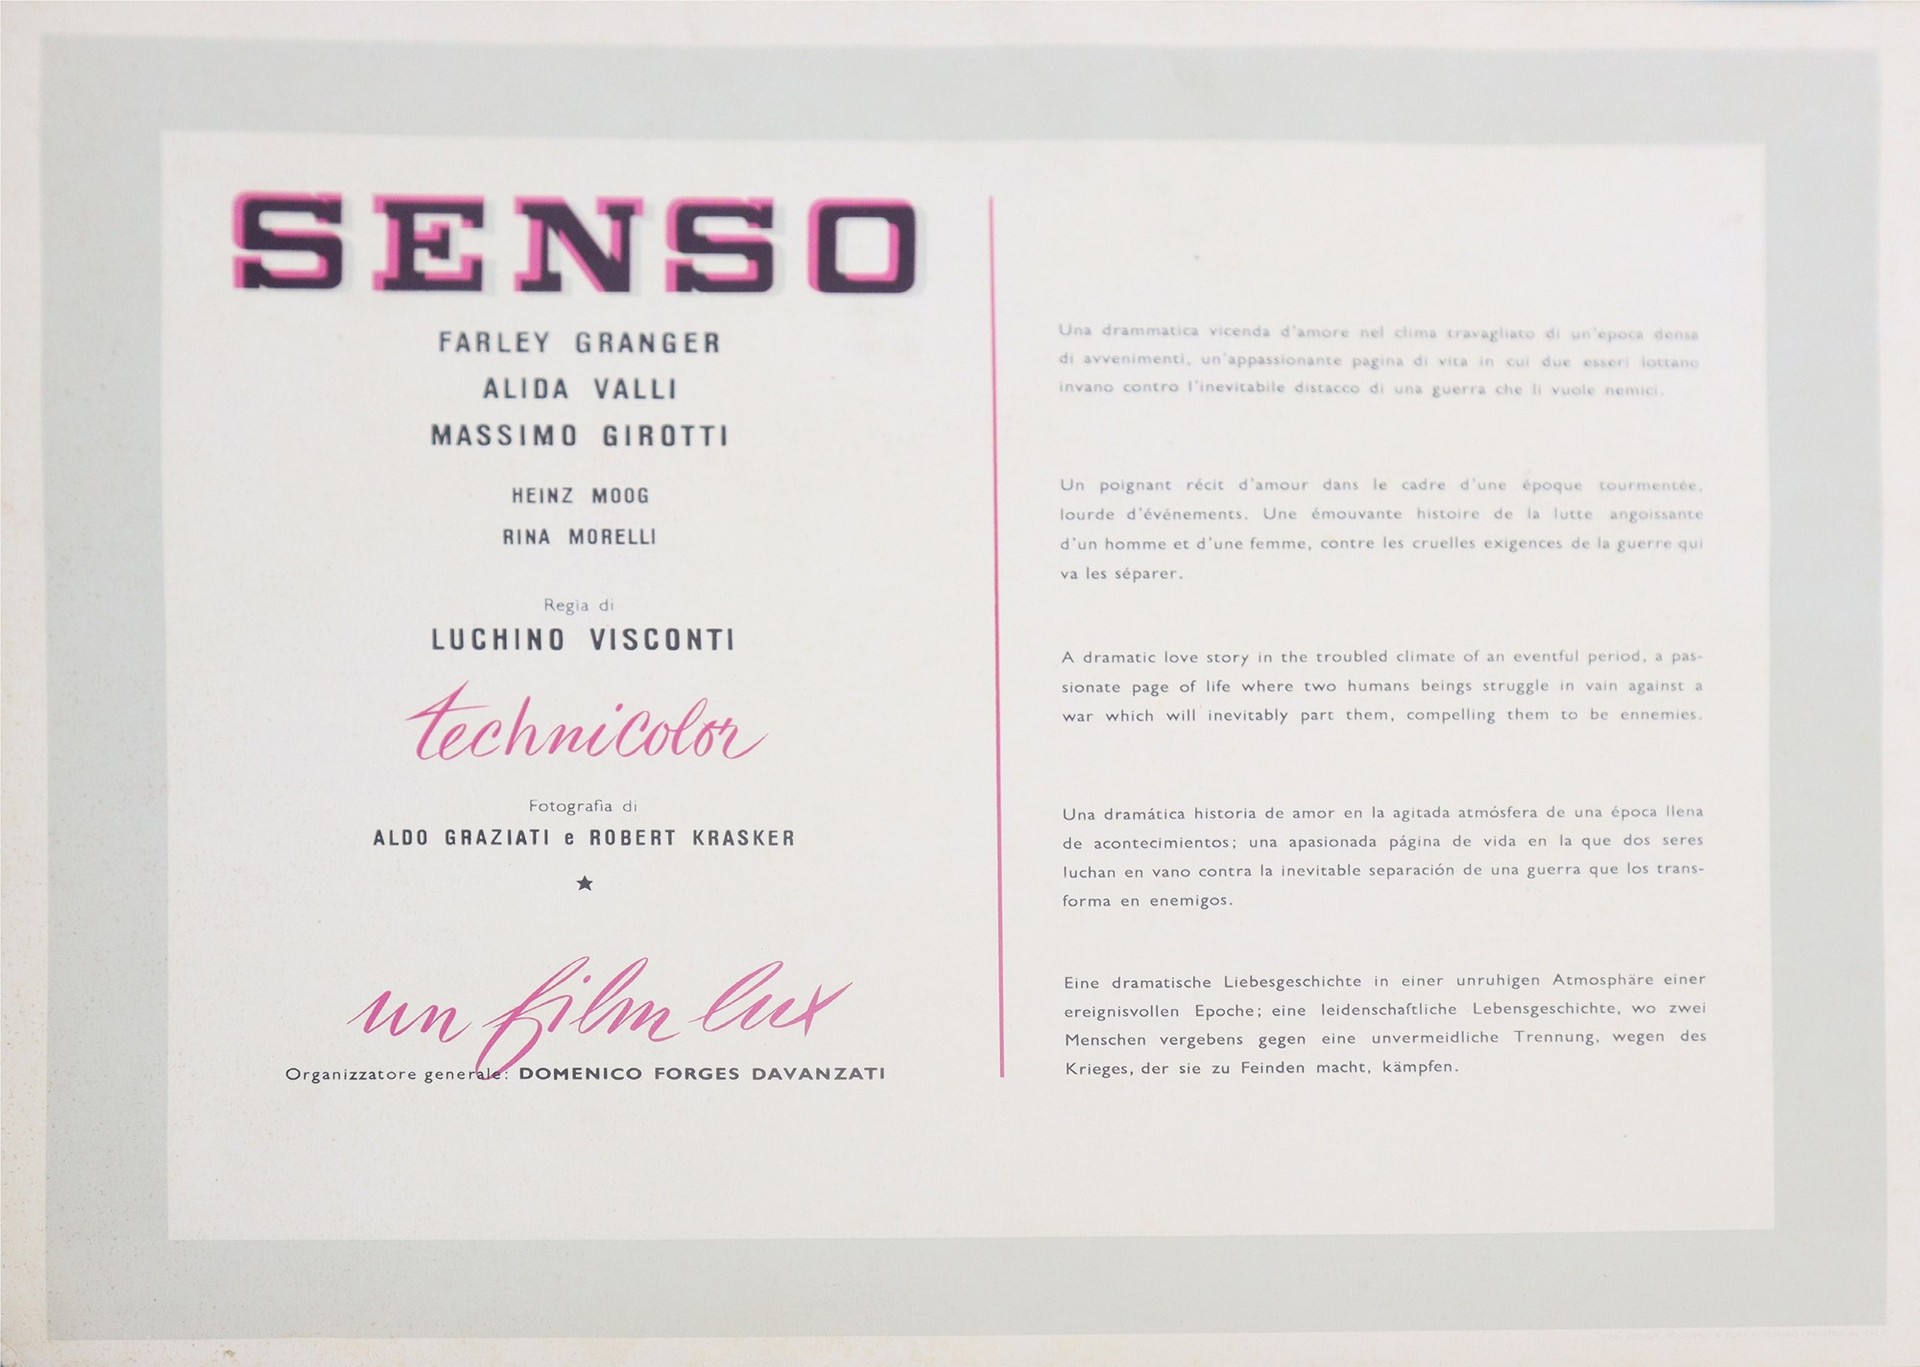 SENSO
FARLEY GRANGER
ALIDA VALLI
MASSIMO GIROTTI
HEINZ MOOG
RINA MORELLI
Regìa di
LUCHINO VISCONTI
technicolor
Fotografia di
ALDO GRAZIATI e ROBERT KRASKER
★
un film lux
Organizzatore generale: DOMENICO FORGES DAVANZATI
Una drammatica vicenda d'amore nel clima travagliato di un'epoca densa
di avvenimenti, un'appassionante pagina di vita in cui due esseri lottano
invano contro l'inevitabile distacco di una guerra che li vuole nemici.
Un poignant récit d'amour dans le cadre d'une époque tourmentée,
lourde d'événements. Une émouvante histoire de la lutte angoissante
d'un homme et d'une femme, contre les cruelles exigences de la guerre qui
va les séparer.
A dramatic love story in the troubled climate of an eventful period, a pas-
sionate page of life where two humans beings struggle in vain against a
war which will inevitably part them, compelling them to be ennemies.
Una dramática historia de amor en la agitada atmósfera de una época llena
de acontecimientos; una apasionada página de vida en la que dos seres
luchan en vano contra la inevitable separación de una guerra que los trans-
forma en enemigos.
Eine dramatische Liebesgeschichte in einer unruhigen Atmosphäre einer
ereignisvollen Epoche; eine leidenschaftliche Lebensgeschichte, wo zwei
Menschen vergebens gegen eine unvermeidliche Trennung, wegen des
Krieges, der sie zu Feinden macht, kämpfen.